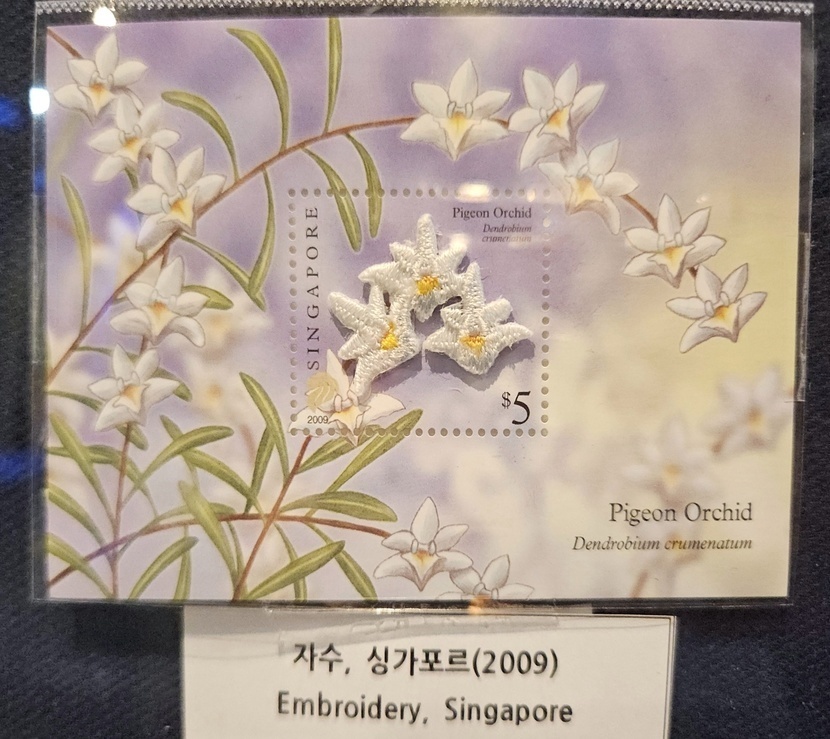 SINGAPORE
Pigeon Orchid
Dendrobium
crumenatum
2009
$5
Pigeon Orchid
Dendrobium crumenatum
자수, 싱가포르(2009)
Embroidery, Singapore